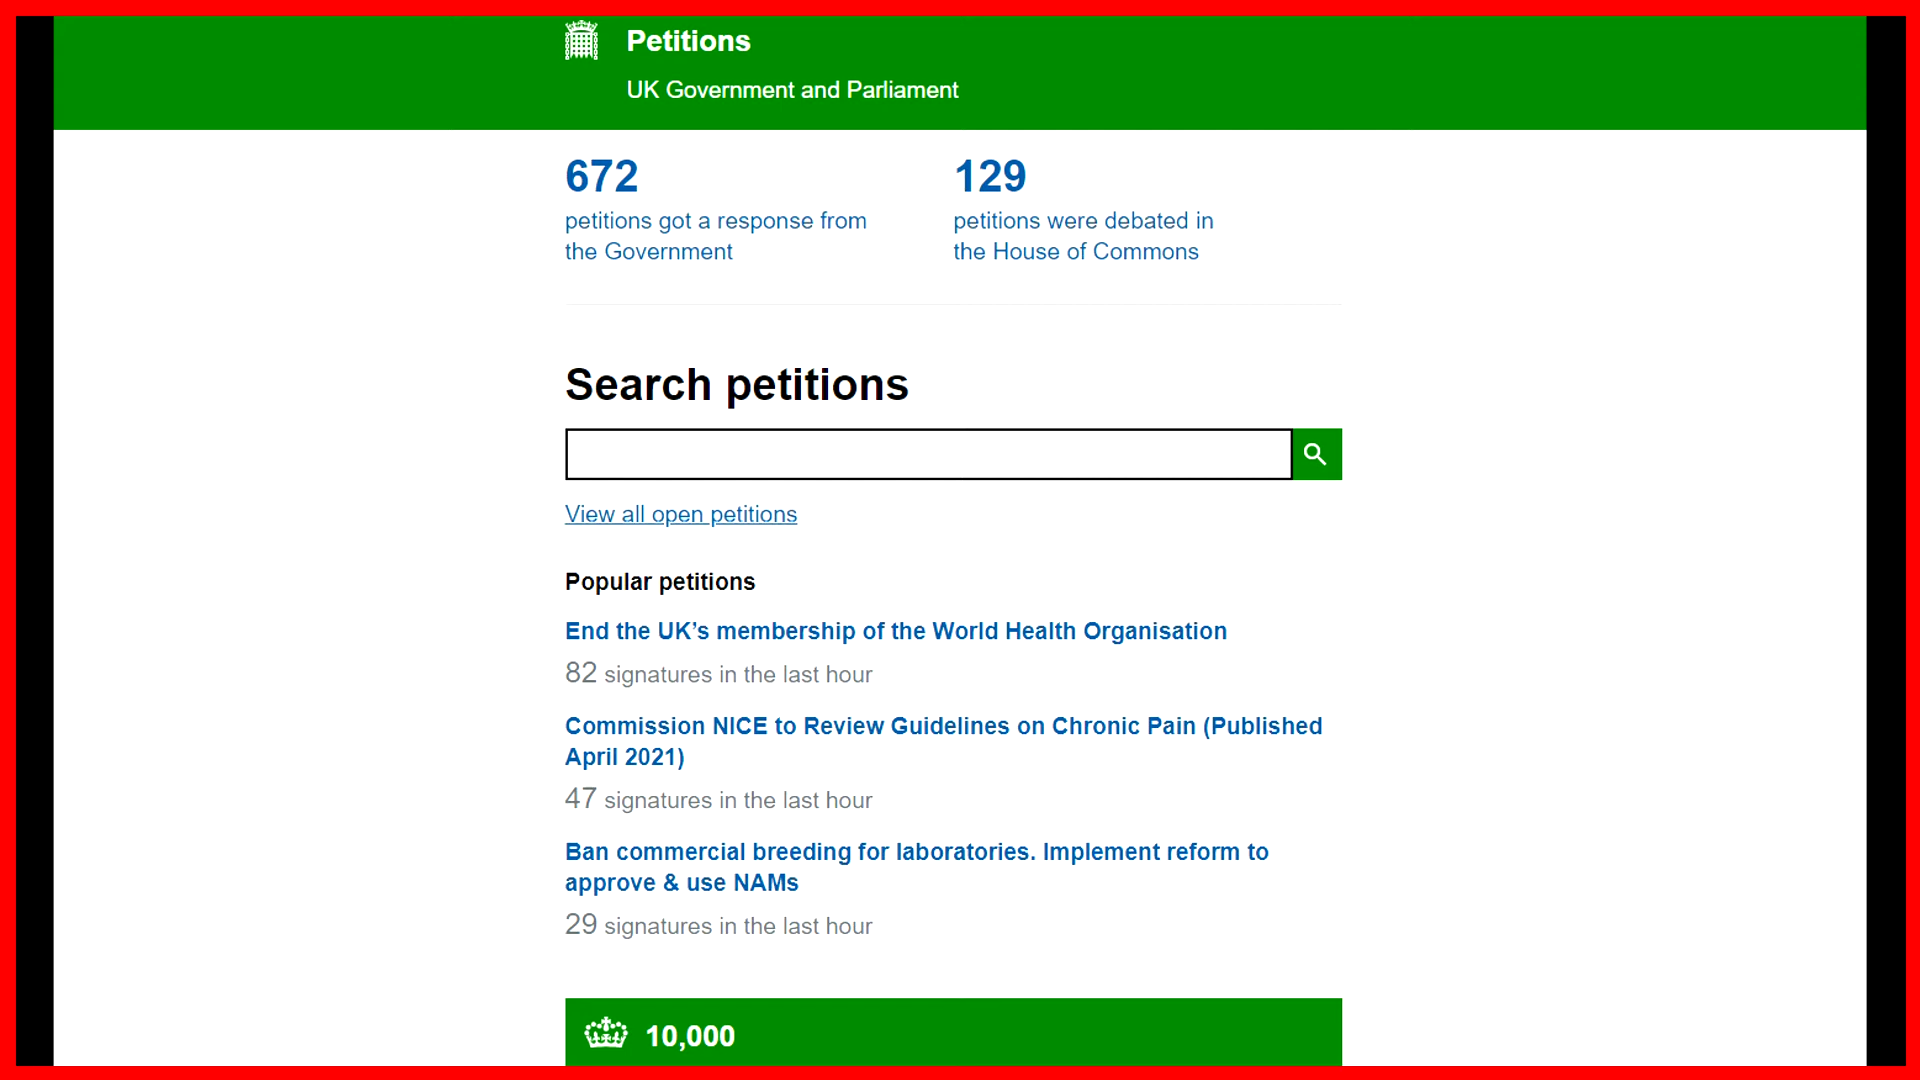 Petitions
UK Government and Parliament
672
petitions got a response from
the Government
129
petitions were debated in
the House of Commons
Search petitions
View all open petitions
Popular petitions
End the UK’s membership of the World Health Organisation
82 signatures in the last hour
Commission NICE to Review Guidelines on Chronic Pain (Published
April 2021)
47 signatures in the last hour
Ban commercial breeding for laboratories. Implement reform to
approve & use NAMs
29 signatures in the last hour
10,000